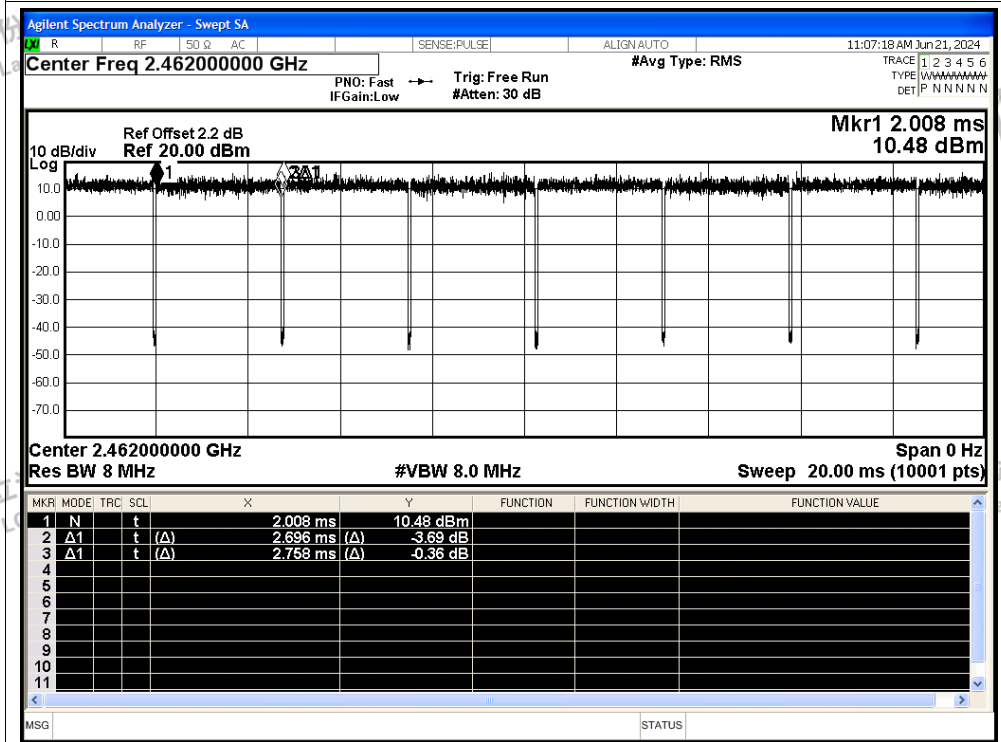 Agilent Spectrum Analyzer - Swept SA
LXI R RF 50 Ω AC SENSE:PULSE ALIGN AUTO 11:07:18 AM Jun 21, 2024
Center Freq 2.462000000 GHz #Avg Type: RMS TRACE 1 2 3 4 5 6
PNO: Fast Trig: Free Run TYPE W
IFGain:Low #Atten: 30 dB DET P N N N N N
Mkr1 2.008 ms
Ref Offset 2.2 dB
10 dB/div Ref 20.00 dBm 10.48 dBm
Log
1 2Δ1
10.0
0.00
-10.0
-20.0
-30.0
-40.0
-50.0
-60.0
-70.0
Center 2.462000000 GHz Span 0 Hz
Res BW 8 MHz #VBW 8.0 MHz Sweep 20.00 ms (10001 pts)
MKR MODE TRC SCL X Y FUNCTION FUNCTION WIDTH FUNCTION VALUE
1 N t 2.008 ms 10.48 dBm
2 Δ1 t (Δ) 2.696 ms (Δ) -3.69 dB
3 Δ1 t (Δ) 2.758 ms (Δ) -0.36 dB
4
5
6
7
8
9
10
11
MSG STATUS